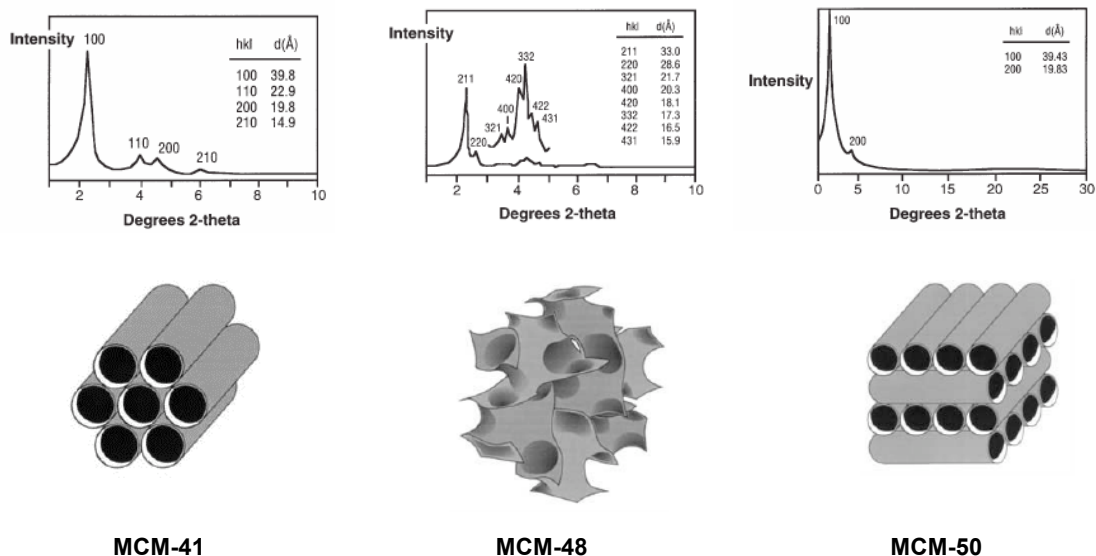 Intensity
100
110
200
210
hkl d(Å)
100 39.8
110 22.9
200 19.8
210 14.9
2 4 6 8 10
Degrees 2-theta
Intensity
211
220
321
400
420
332
422
431
hkl d(Å)
211 33.0
220 28.6
321 21.7
400 20.3
420 18.1
332 17.3
422 16.5
431 15.9
2 4 6 8 10
Degrees 2-theta
Intensity
100
200
hkl d(Å)
100 39.43
200 19.83
0 5 10 15 20 25 30
Degrees 2-theta
MCM-41
MCM-48
MCM-50